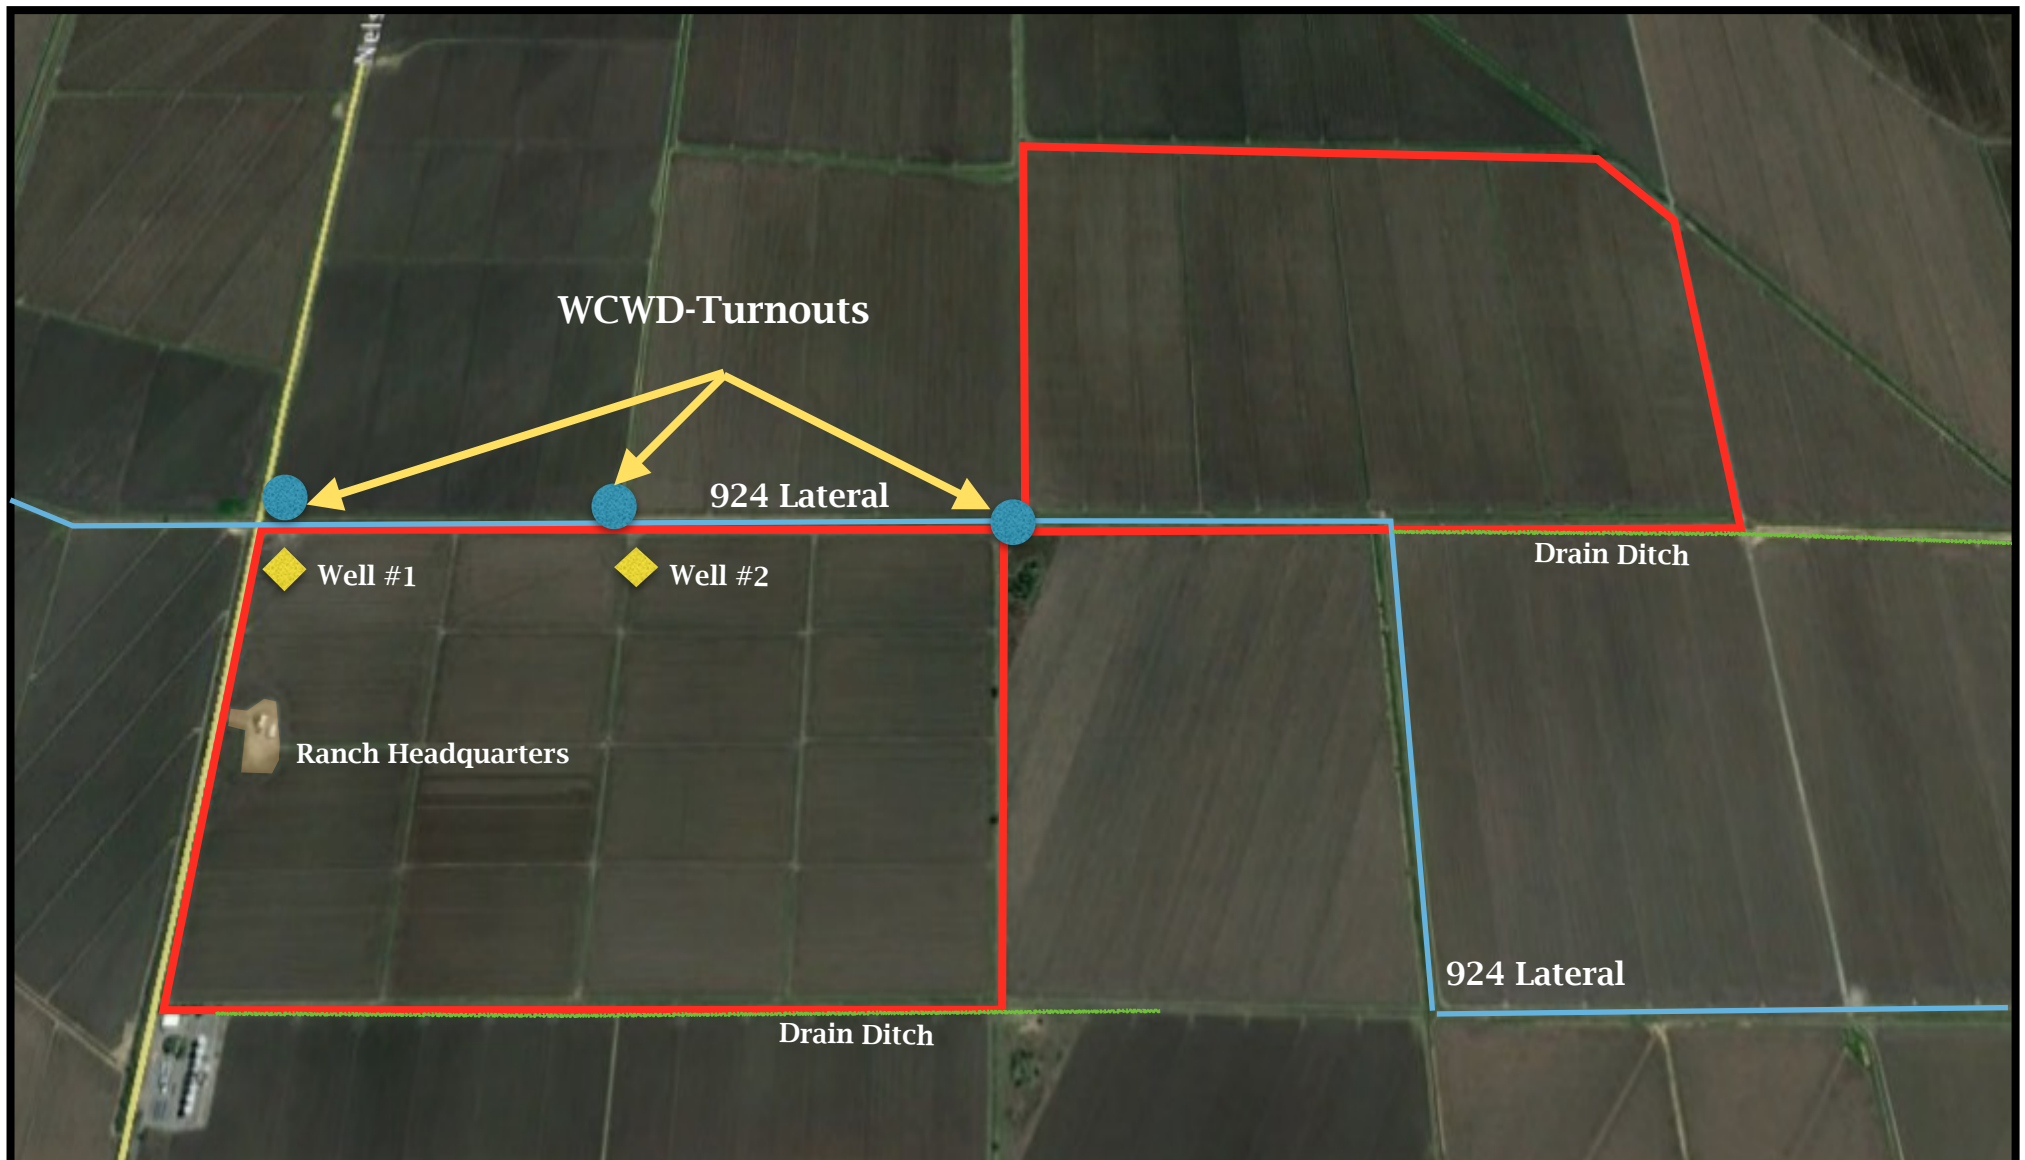 WCWD-Turnouts
924 Lateral
Drain Ditch
Well #1
Well #2
Ranch Headquarters
924 Lateral
Drain Ditch